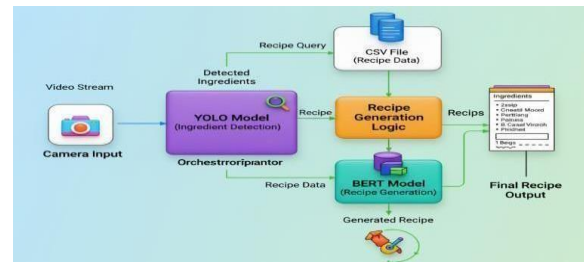 Video Stream
Camera Input
Detected
Ingredients
Recipe Query
CSV File
(Recipe Data)
YOLO Model
(Ingredient Detection)
Recipe
Recipe
Generation
Logic
Recips
Orchestrroripantor
Recipe Data
BERT Model
(Recipe Generation)
Generated Recipe
Ingredients
Final Recipe
Output